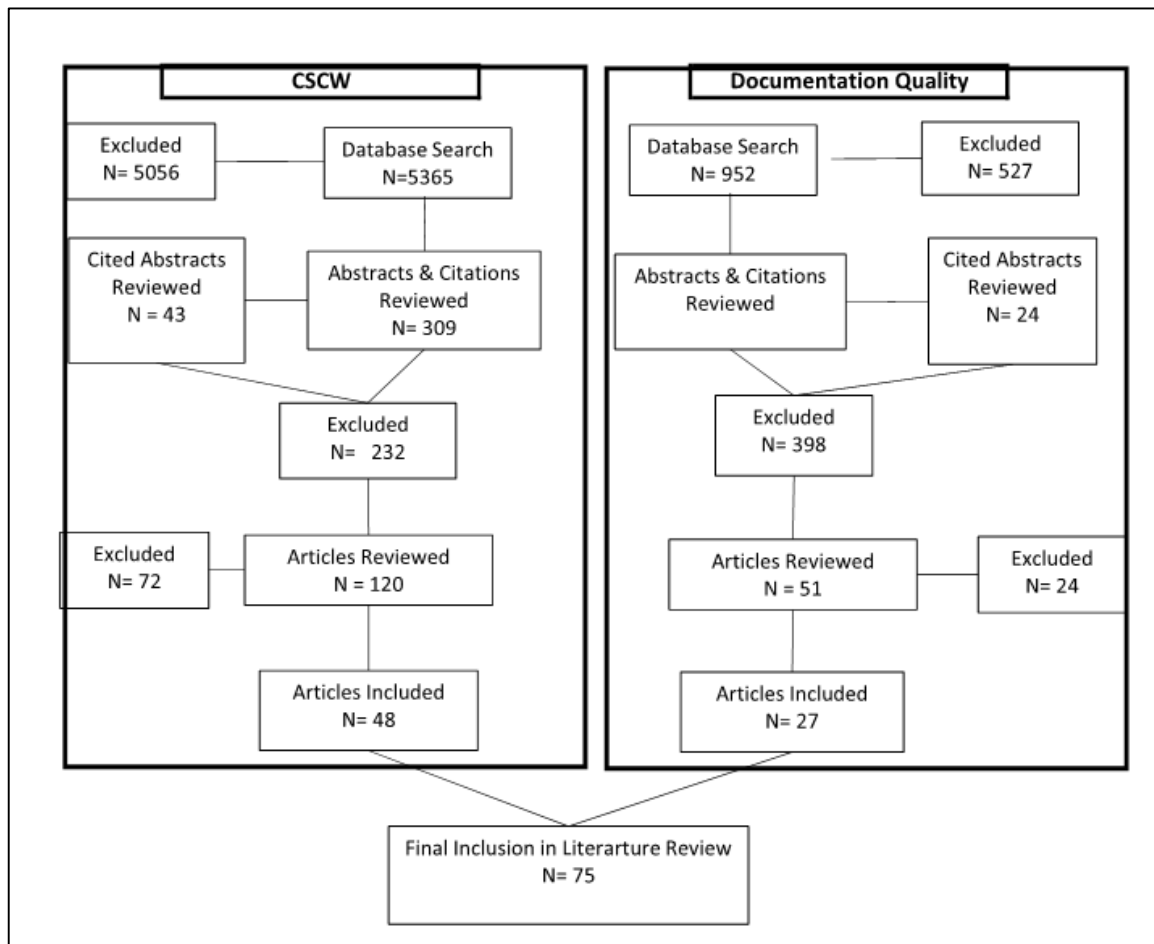 CSCW
Excluded
N= 5056
Database Search
N=5365
Cited Abstracts
Reviewed
N = 43
Abstracts & Citations
Reviewed
N= 309
Excluded
N= 232
Excluded
N= 72
Articles Reviewed
N = 120
Articles Included
N= 48
Documentation Quality
Database Search
N= 952
Excluded
N= 527
Abstracts & Citations
Reviewed
Cited Abstracts
Reviewed
N= 24
Excluded
N= 398
Articles Reviewed
N = 51
Excluded
N= 24
Articles Included
N= 27
Final Inclusion in Literarture Review
N= 75